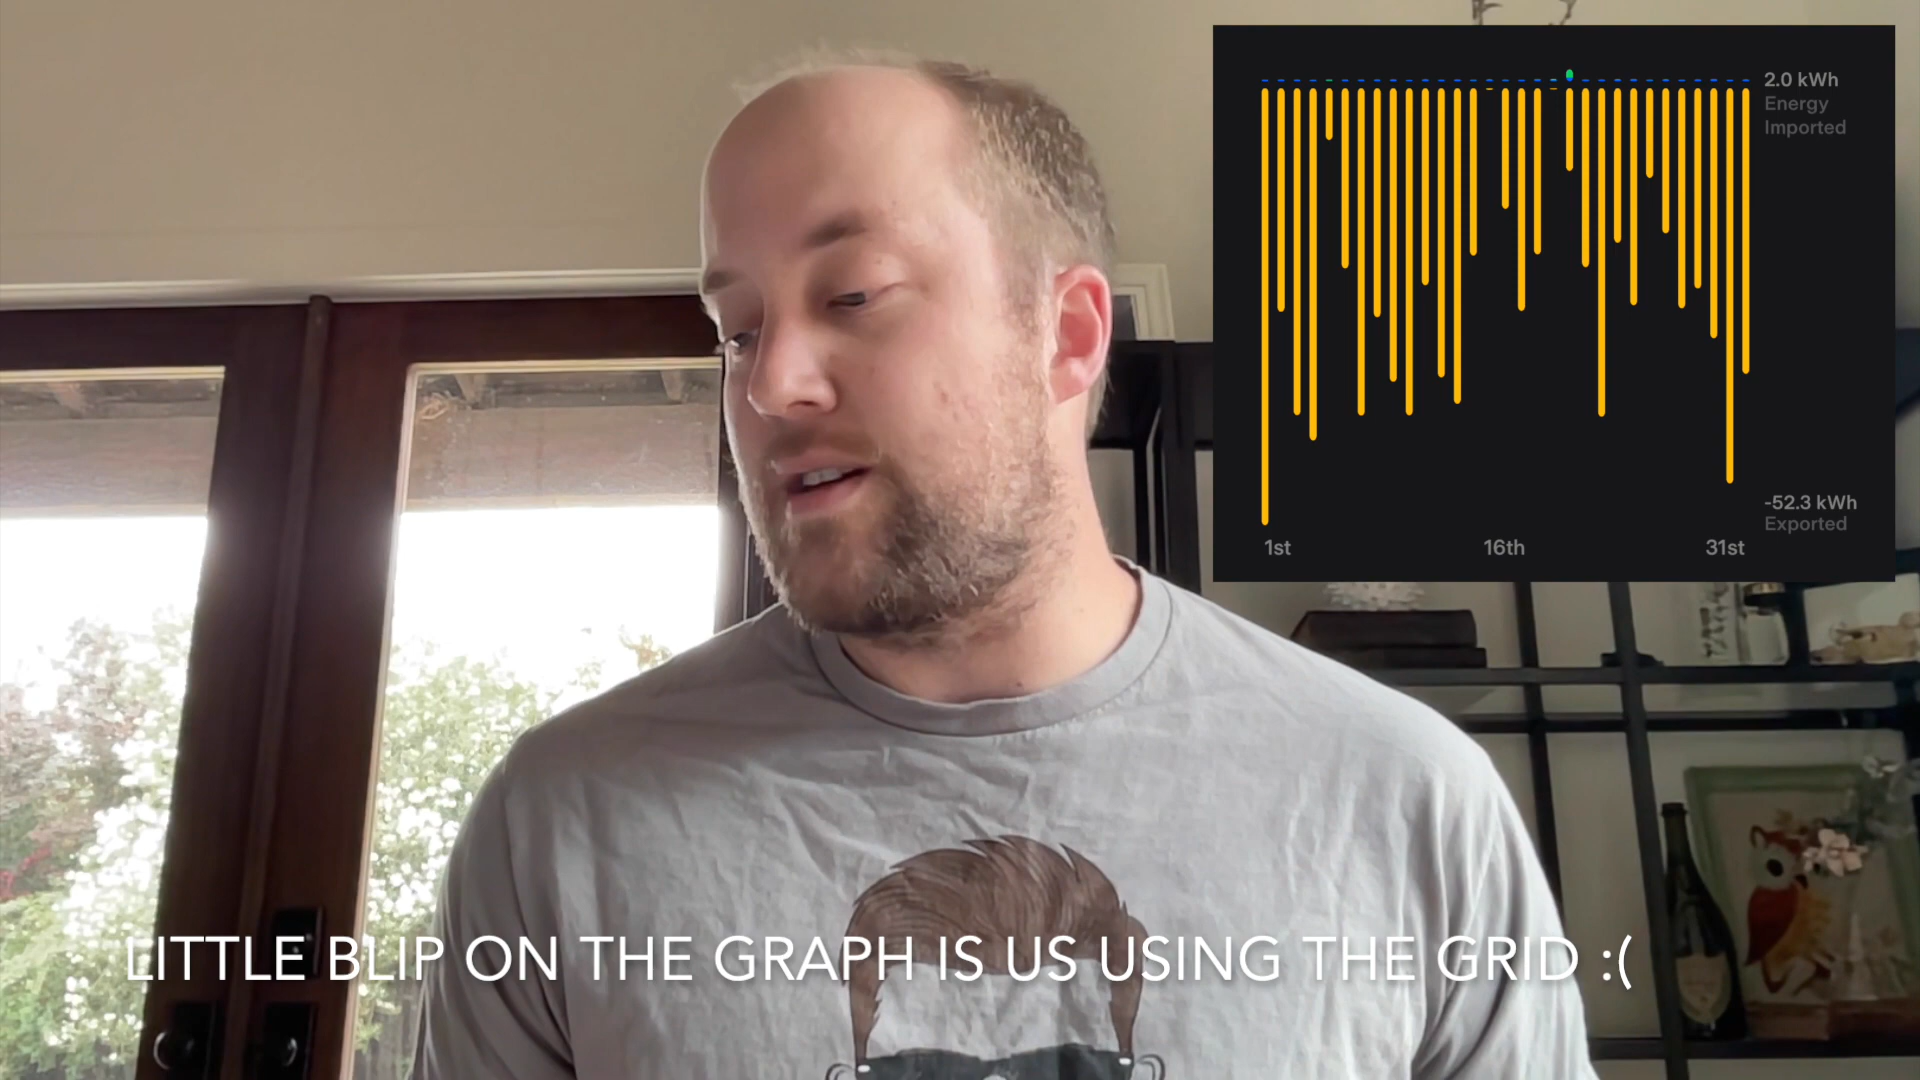 2.0 kWh
Energy
Imported
-52.3 kWh
Exported
1st 16th 31st
LITTLE BLIP ON THE GRAPH IS US USING THE GRID :(